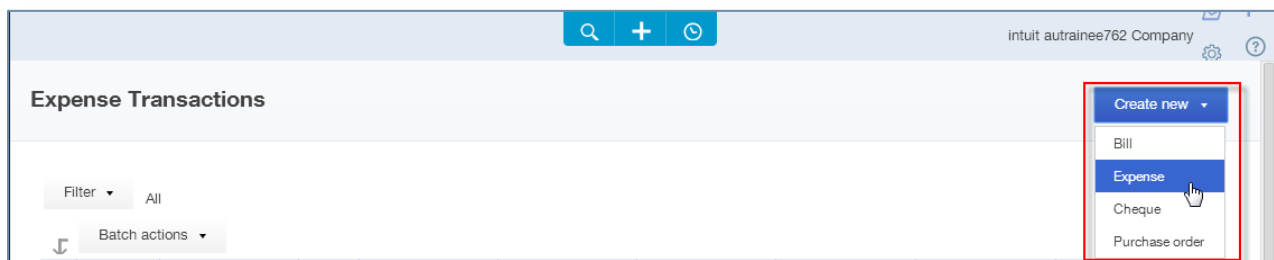 intuit autrainee762 Company
Expense Transactions
Create new
Bill
Expense
Filter
All
Cheque
Batch actions
Purchase order